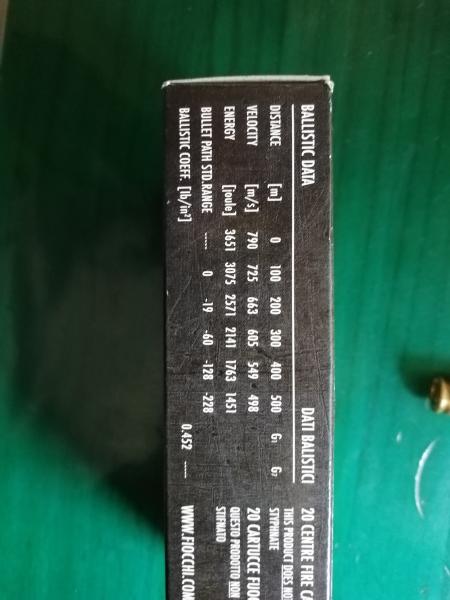 BALLISTIC DATA DATI BALISTICI
DISTANCE [m] 0 100 200 300 400 500 G1 G7
VELOCITY [m/s] 790 725 663 605 549 498
ENERGY [joule] 3651 3075 2571 2141 1763 1451
BULLET PATH STD.RANGE ----- 0 -19 -60 -128 -228
BALLISTIC COEFF. [lb/in²] 0.452 -----
20 CENTRE FIRE CA
THIS PRODUCT DOES NO
STYPHNATE
20 CARTUCCE FUOC
QUESTO PRODOTTO NON
STIFNATO
WWW.FIOCCHI.COM